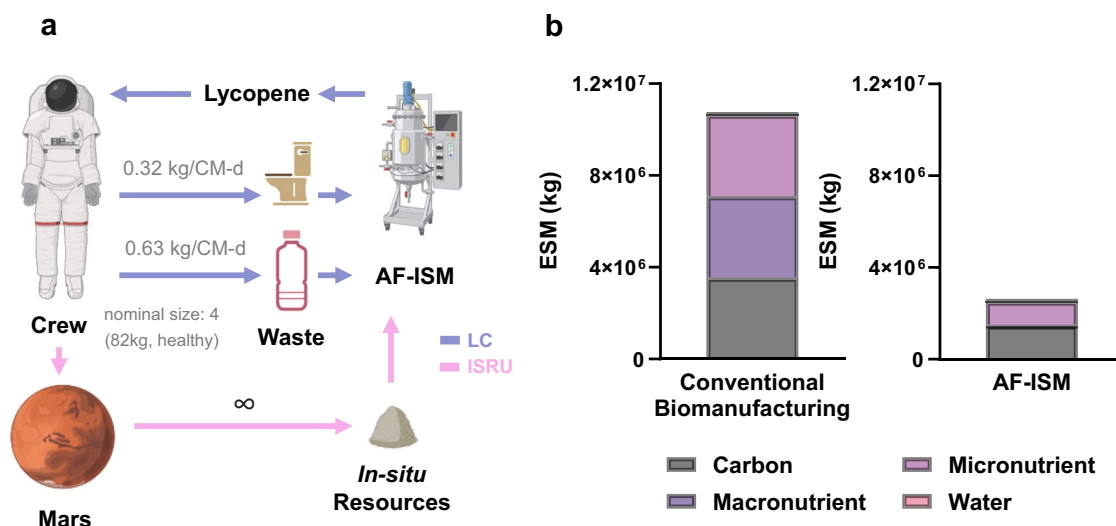 a
Lycopene
0.32 kg/CM-d
0.63 kg/CM-d
AF-ISM
Crew
nominal size: 4
(82kg, healthy)
Waste
LC
ISRU
∞
Mars
In-situ
Resources
b
1.2×10⁷
8×10⁶
4×10⁶
0
ESM (kg)
Conventional
Biomanufacturing
1.2×10⁷
8×10⁶
4×10⁶
0
ESM (kg)
AF-ISM
Carbon
Micronutrient
Macronutrient
Water